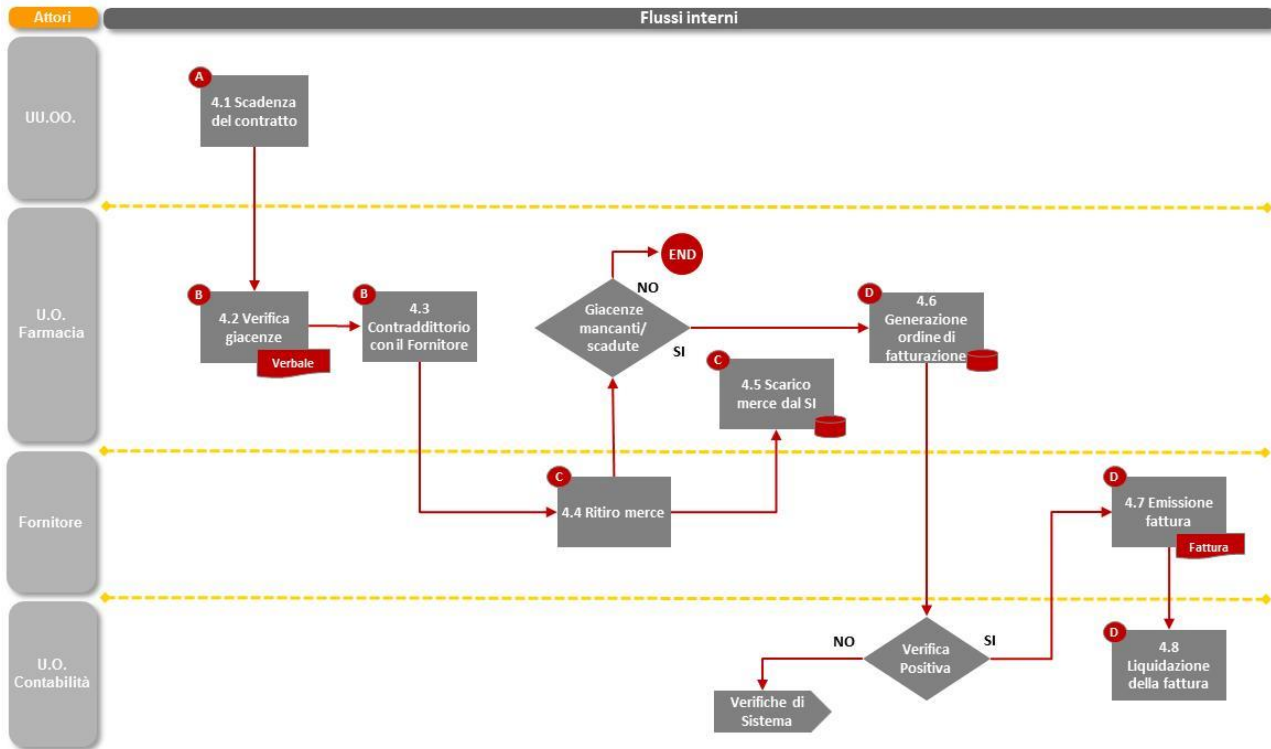 Attori
Flussi interni
UU.OO.
A
4.1 Scadenza
del contratto
U.O.
Farmacia
B
4.2 Verifica
giacenze
Verbale
B
4.3
Contraddittorio
con il Fornitore
END
NO
Giacenze
mancanti/
scadute
SI
C
4.5 Scarico
merce dal SI
D
4.6
Generazione
ordine di
fatturazione
Fornitore
C
4.4 Ritiro merce
D
4.7 Emissione
fattura
Fattura
U.O.
Contabilità
NO
Verifica
Positiva
SI
Verifiche di
Sistema
D
4.8
Liquidazione
della fattura